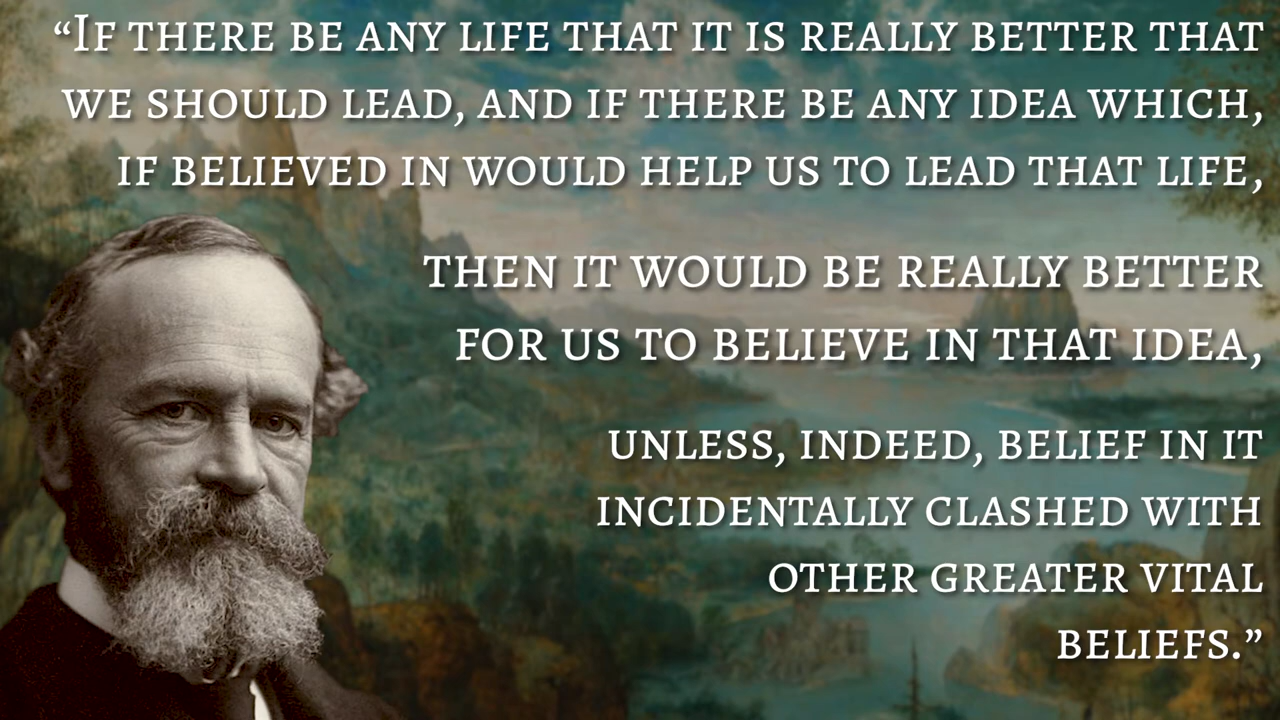 “If there be any life that it is really better that
we should lead, and if there be any idea which,
if believed in would help us to lead that life,
then it would be really better
for us to believe in that idea,
unless, indeed, belief in it
incidentally clashed with
other greater vital
beliefs.”